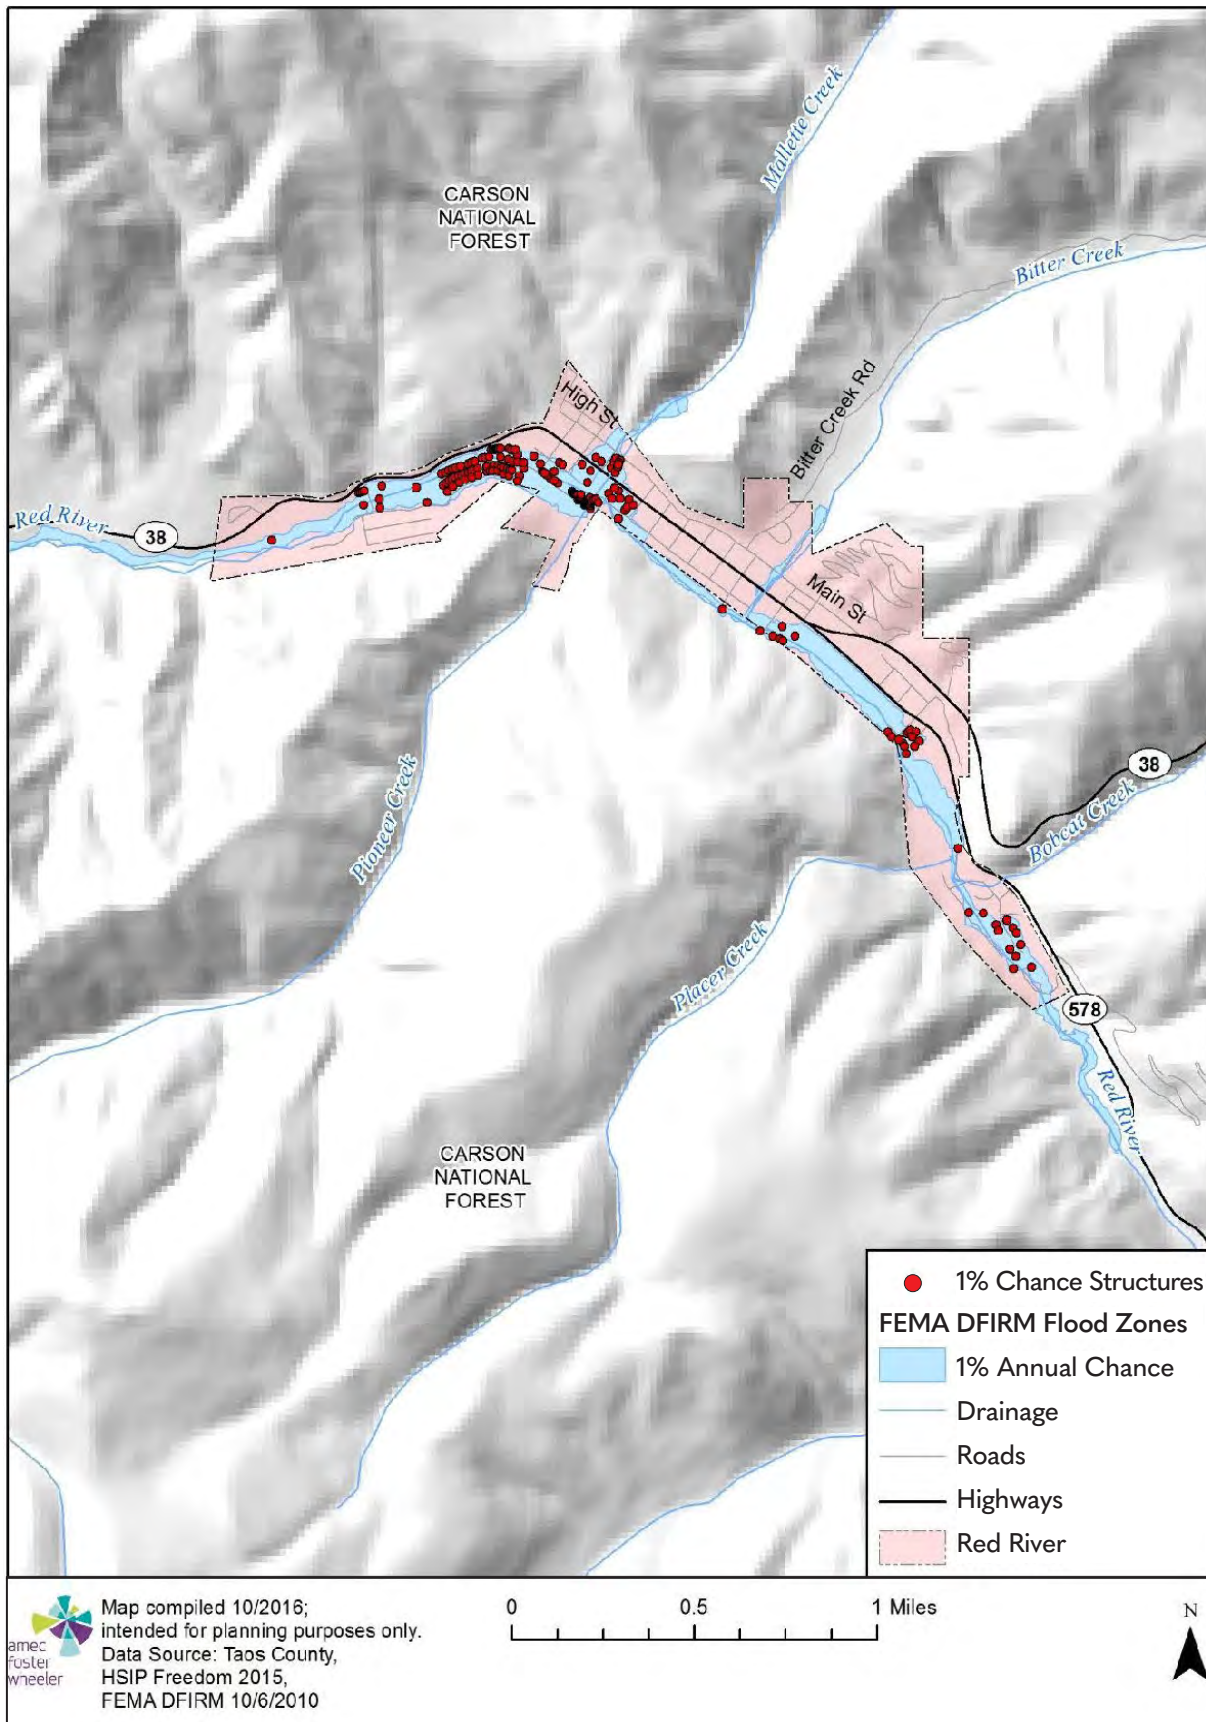 Mallette Creek
CARSON
NATIONAL
FOREST
Bitter Creek
Bitter Creek Rd
High St
Red River
38
Main St
38
Bobcat Creek
Pioneer Creek
Placer Creek
578
Red River
CARSON
NATIONAL
FOREST
1% Chance Structures
FEMA DFIRM Flood Zones
1% Annual Chance
Drainage
Roads
Highways
Red River
amec
foster
wheeler
Map compiled 10/2016;
intended for planning purposes only.
Data Source: Taos County,
HSIP Freedom 2015,
FEMA DFIRM 10/6/2010
0 0.5 1 Miles
N